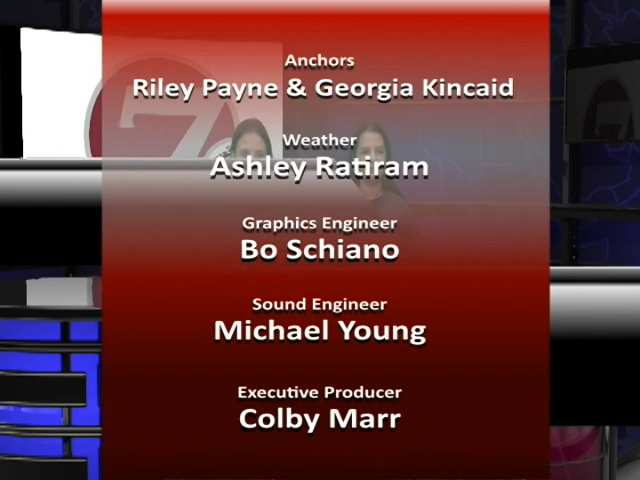 Anchors
Riley Payne & Georgia Kincaid
Weather
Ashley Ratiram
Graphics Engineer
Bo Schiano
Sound Engineer
Michael Young
Executive Producer
Colby Marr
7